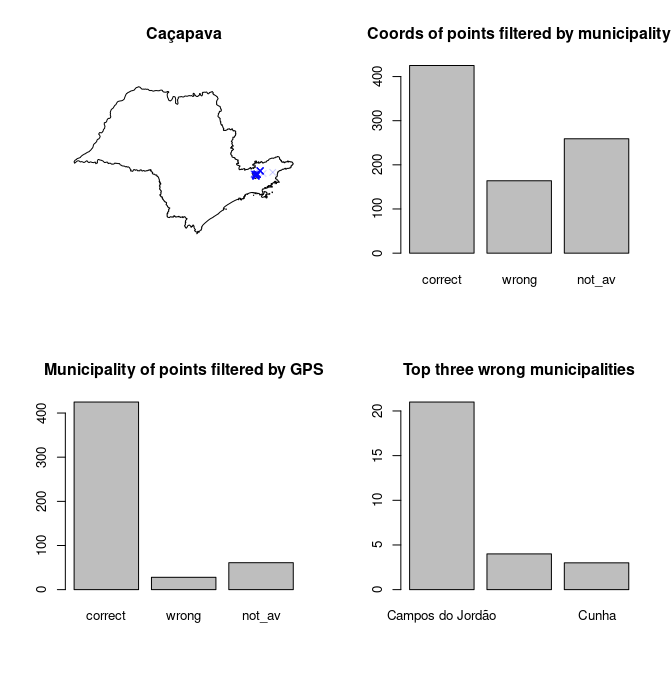 Caçapava
Coords of points filtered by municipality
400
300
200
100
0
correct wrong not_av
Municipality of points filtered by GPS
400
300
200
100
0
correct wrong not_av
Top three wrong municipalities
20
15
10
5
0
Campos do Jordão Cunha